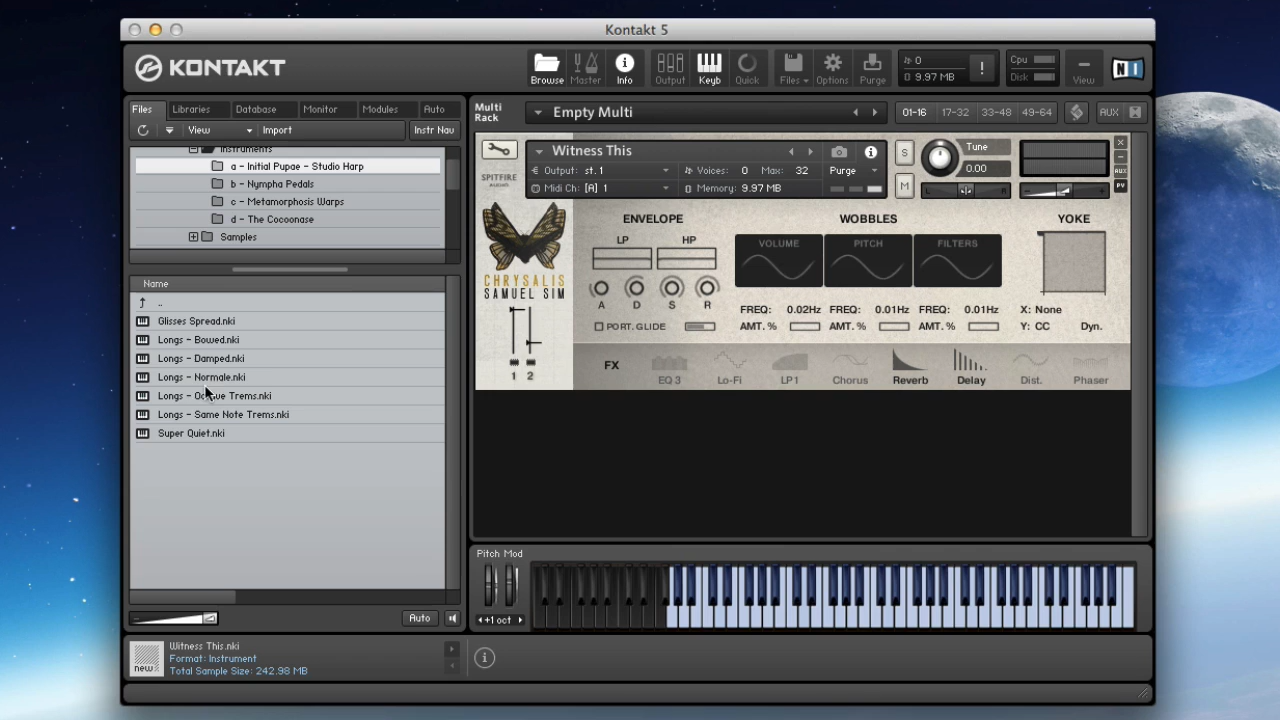 Kontakt 5
KONTAKT
Browse
Master
Info
Output
Keyb
Quick
Files
Options
Purge
0
9.97 MB
!
Cpu
Disk
View
NI
Files
Libraries
Database
Monitor
Modules
Auto
View
Import
Instr Nav
Instruments
a - Initial Pupae - Studio Harp
b - Nympha Pedals
c - Metamorphosis Warps
d - The Cocoonase
Samples
Name
..
Glisses Spread.nki
Longs - Bowed.nki
Longs - Damped.nki
Longs - Normale.nki
Longs - Octave Trems.nki
Longs - Same Note Trems.nki
Super Quiet.nki
Auto
new
Witness This.nki
Format: Instrument
Total Sample Size: 242.98 MB
Multi
Rack
Empty Multi
01-16
17-32
33-48
49-64
AUX
Witness This
Output: st.1
Voices: 0 Max: 32
Purge
Midi Ch: [A] 1
Memory: 9.97 MB
S
M
Tune
0.00
L
R
AUX
PV
SPITFIRE
AUDIO
CHRYSALIS
SAMUEL SIM
1 2
ENVELOPE
LP
HP
A D S R
PORT. GLIDE
WOBBLES
VOLUME
PITCH
FILTERS
FREQ: 0.02Hz FREQ: 0.01Hz FREQ: 0.01Hz
AMT. % AMT. % AMT. %
YOKE
X: None
Y: CC Dyn.
FX
EQ 3
Lo-Fi
LP1
Chorus
Reverb
Delay
Dist.
Phaser
Pitch Mod
+1 oct